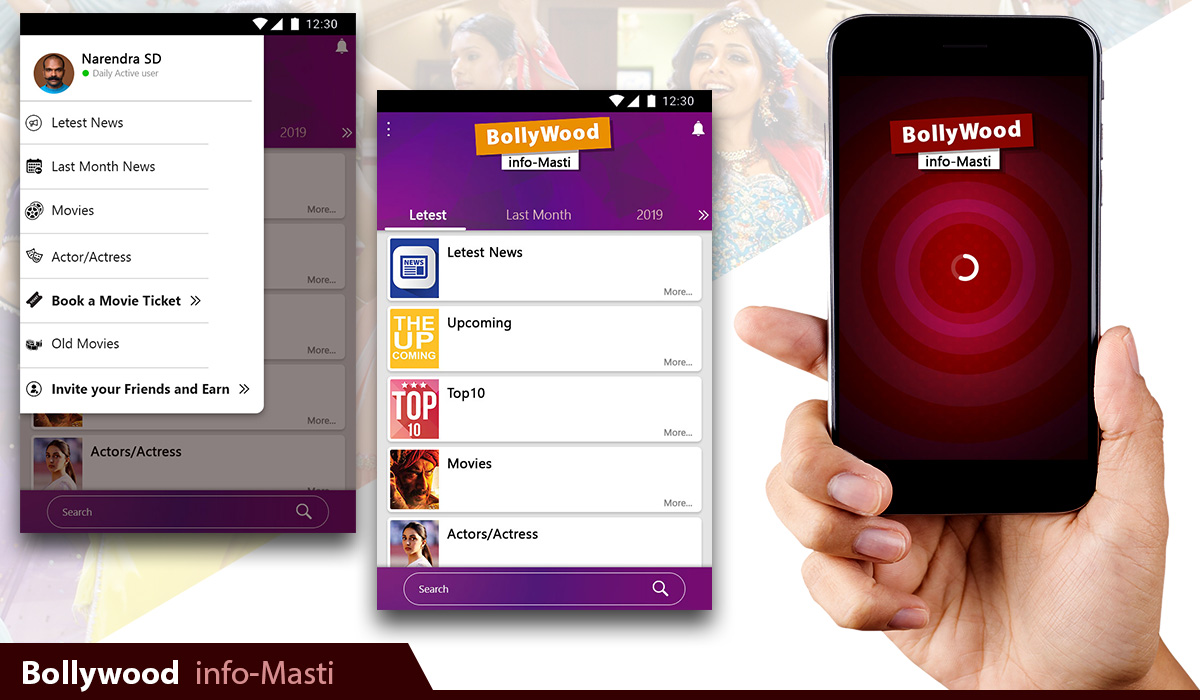 12:30
Narendra SD
Daily Active user
Letest News
Last Month News
Movies
Actor/Actress
Book a Movie Ticket
Old Movies
Invite your Friends and Earn
2019
More...
More...
More...
More...
Actors/Actress
Search
12:30
BollyWood
info-Masti
Letest Last Month 2019
NEWS
Letest News
More...
THE
UP
COMING
Upcoming
More...
TOP
10
Top10
More...
Movies
More...
Actors/Actress
Search
BollyWood
info-Masti
Bollywood info-Masti